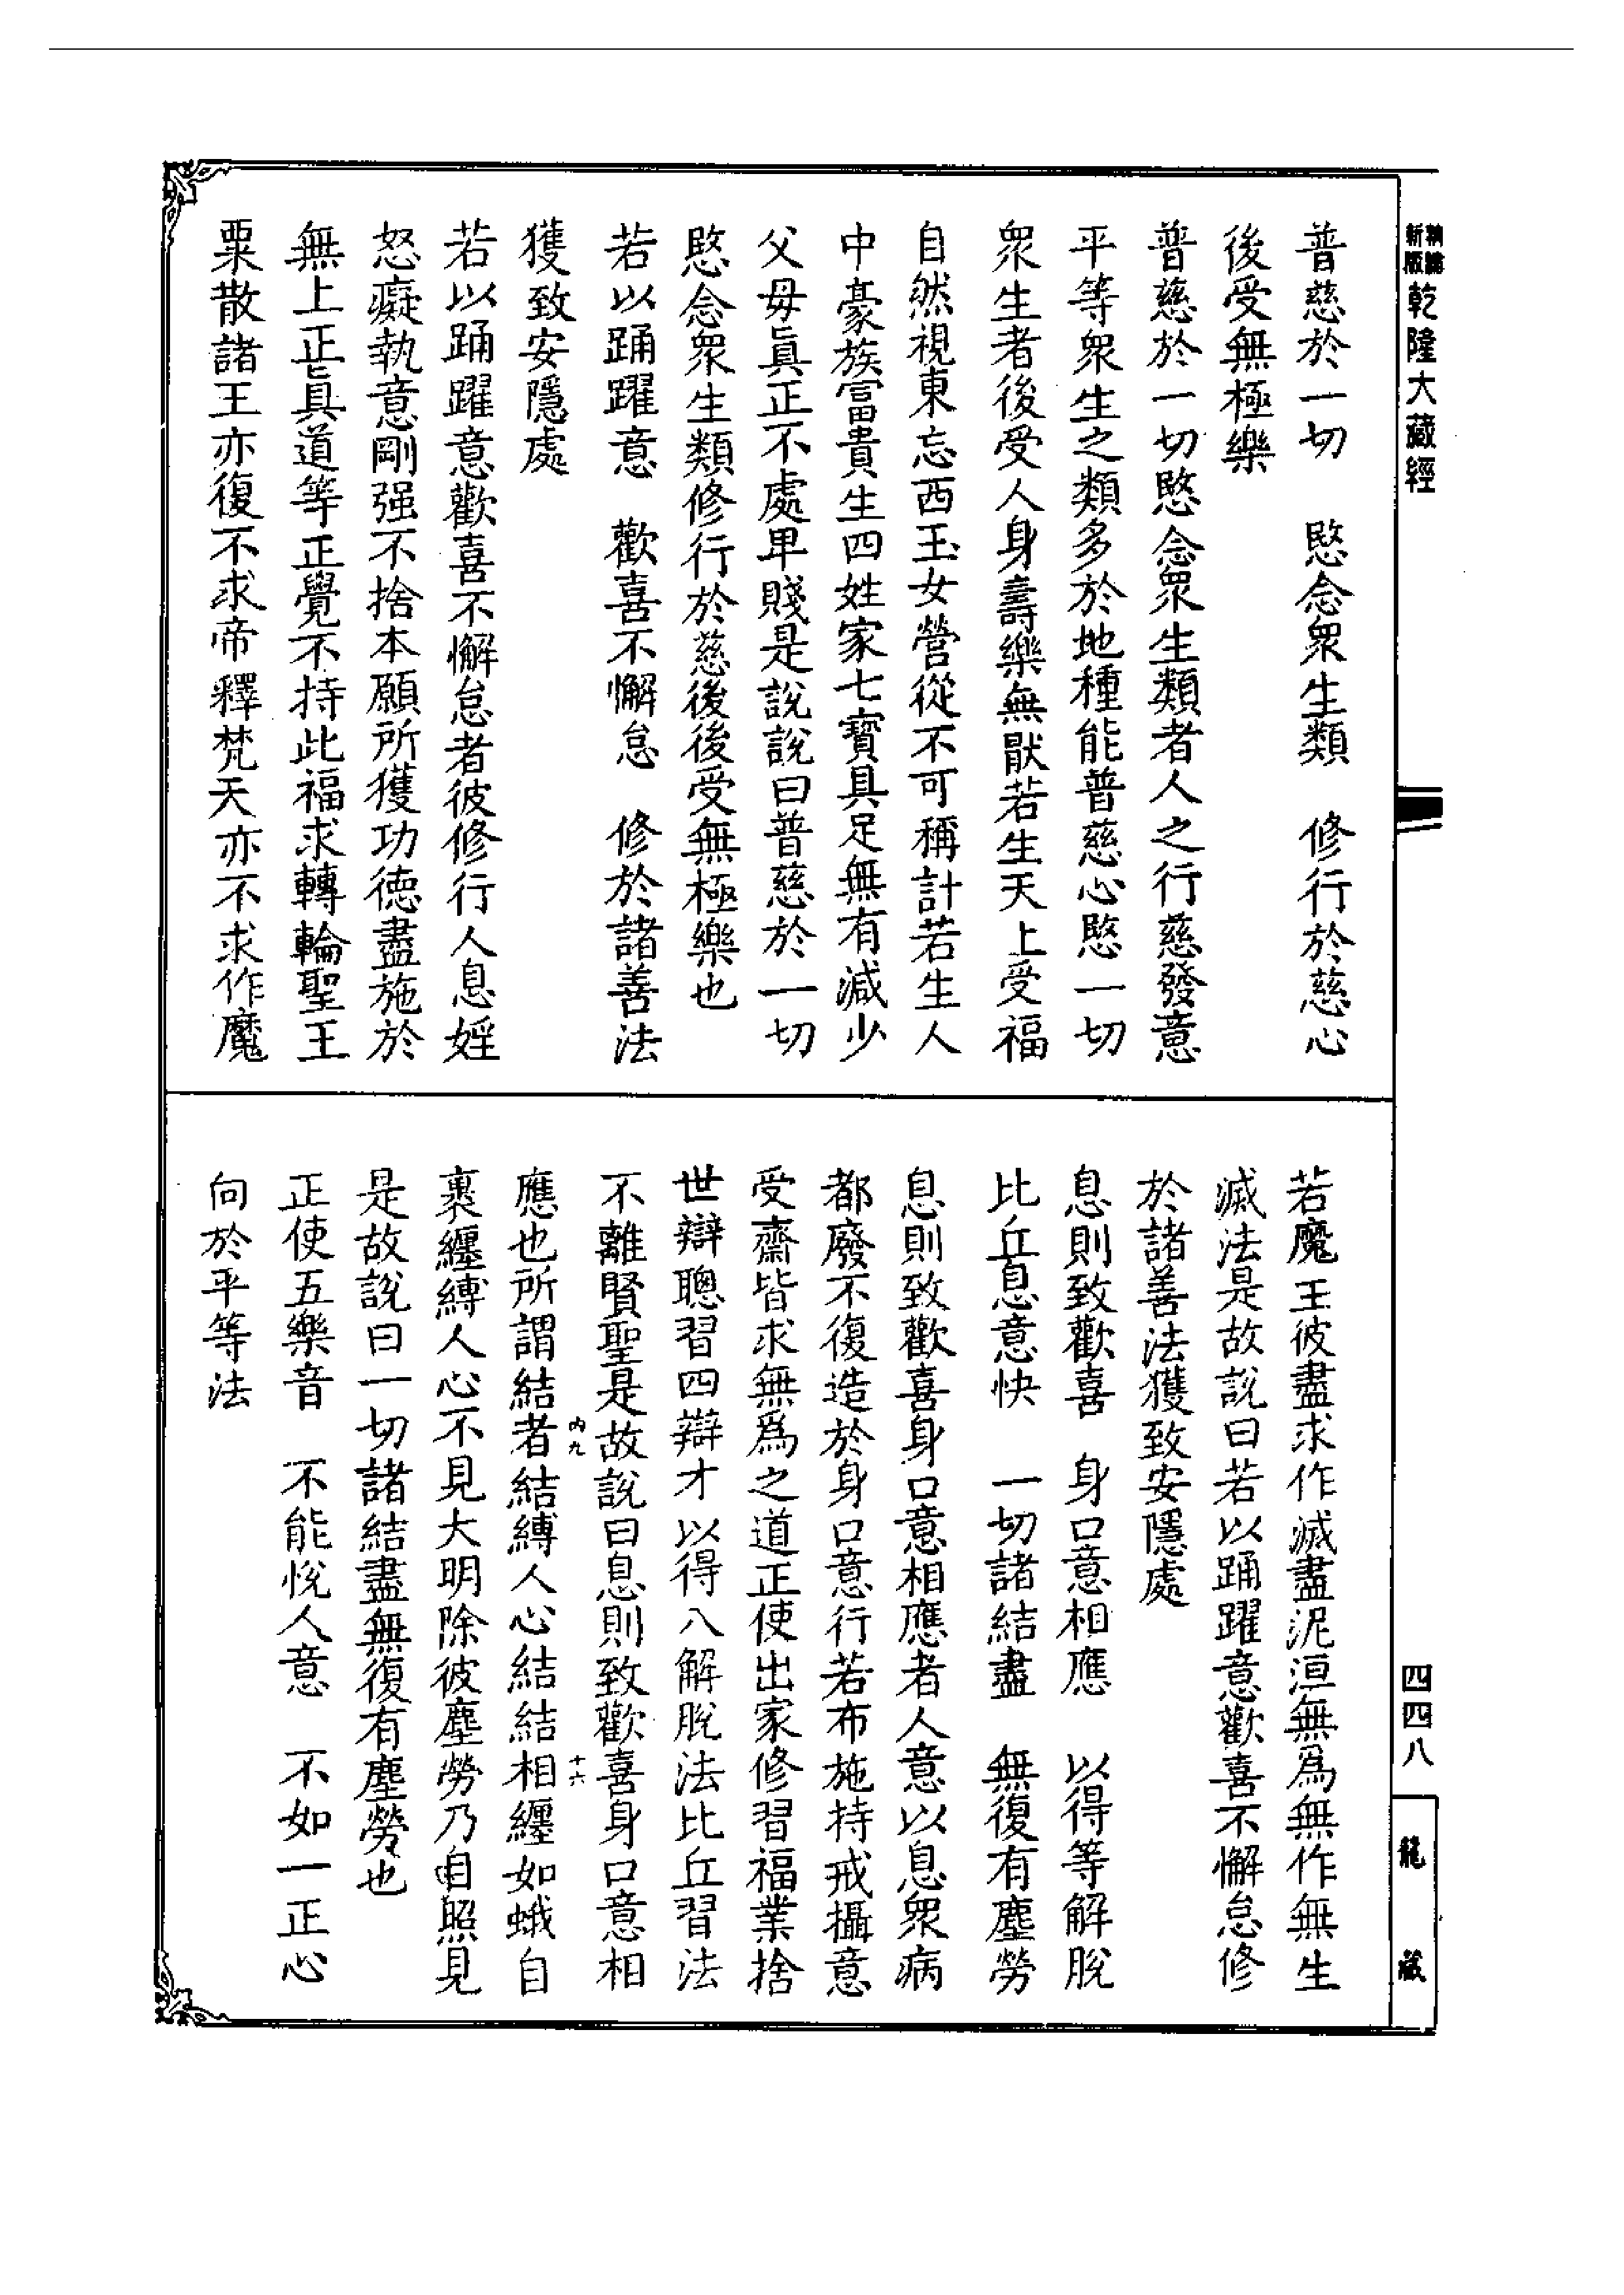 新版
乾隆大藏經
普慈於一切　愍念衆生類　修行於慈心
後受無極樂
普慈於一切愍念衆生類者人之行慈發意
平等衆生之類多於地種能普慈心愍一切
衆生者後受人身壽樂無厭若生天上受福
自然視東忘西玉女營從不可稱計若生人
中豪族富貴生四姓家七寶具足無有減少
父母眞正不處卑賤是說說曰普慈於一切
愍念衆生類修行於慈後後受無極樂也
若以踊躍意　歡喜不懈怠　修於諸善法
獲致安隱處
若以踊躍意歡喜不懈怠者彼修行人息婬
怒癡執意剛强不捨本願所獲功德盡施於
無上正眞道等正覺不持此福求轉輪聖王
粟散諸王亦復不求帝釋梵天亦不求作魔
若魔王彼盡求作滅盡泥洹無爲無作無生
滅法是故說曰若以踊躍意歡喜不懈怠修
於諸善法獲致安隱處
息則致歡喜　身口意相應　以得等解脫
比丘息意快　一切諸結盡　無復有塵勞
息則致歡喜身口意相應者人意以息衆病
都廢不復造於身口意行若布施持戒攝意
受齋皆求無爲之道正使出家修習福業捨
世辯聰習四辯才以得八解脫法比丘習法
不離賢聖是故說曰息則致歡喜身口意相
應也所謂結者結縛人心結結相纏如蛾自
裹纏縛人心不見大明除彼塵勞乃自照見
是故說曰一切諸結盡無復有塵勞也
正使五樂音　不能悅人意　不如一正心
向於平等法
內九
十六
四四八
龍藏